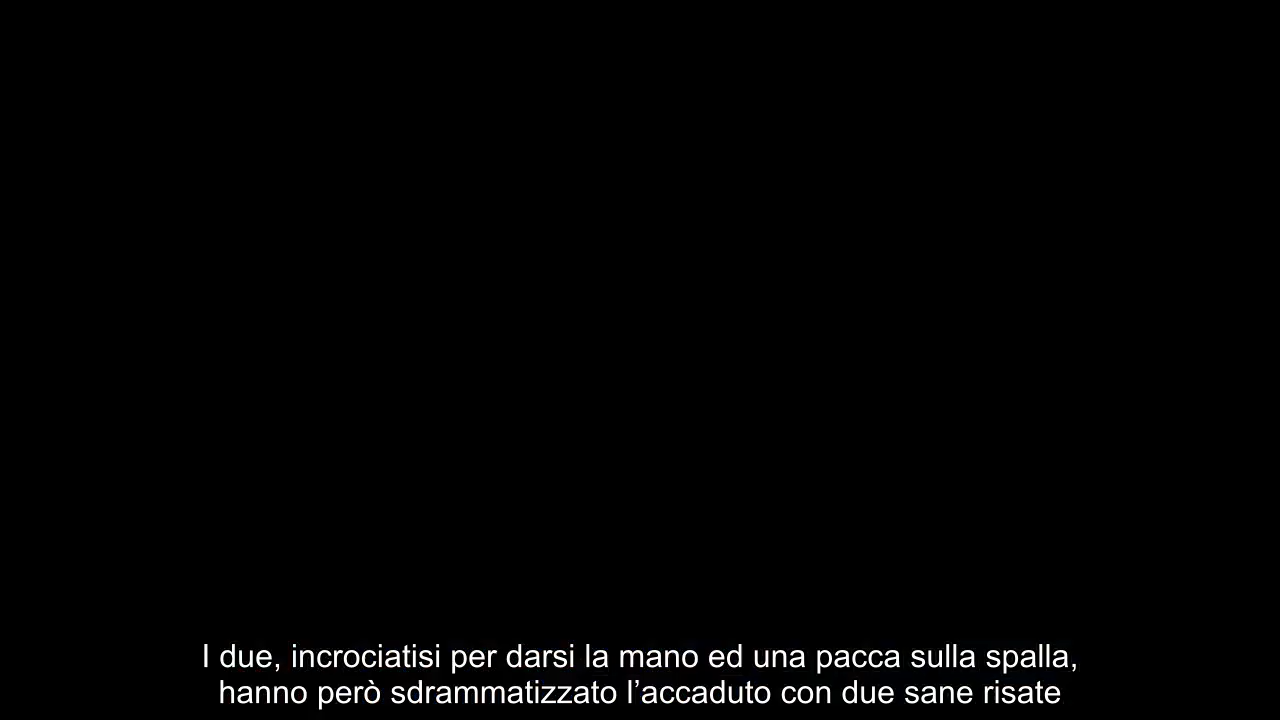 I due, incrociatisi per darsi la mano ed una pacca sulla spalla,
hanno però sdrammatizzato l’accaduto con due sane risate